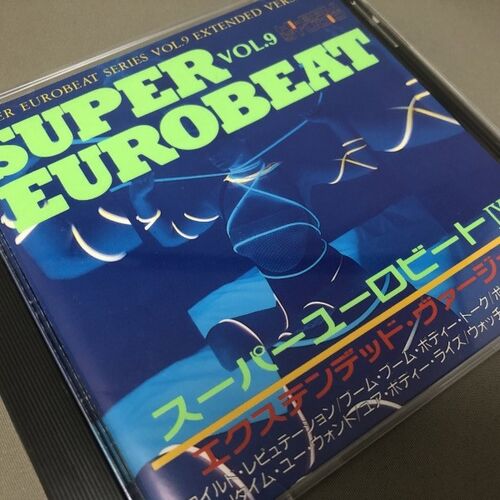 ER EUROBEAT SERIES VOL.9 EXTENDED VERS
SUPER
VOL.9
EUROBEAT
スーパーユーロビート
エクステンデッド・ヴァージ
ワイルド・レピュテーション/ブーム・ブーム・ボディー・トーク/ボ
タイム・ユー・ウォント/ユア・ボディー・ライズ/ウォッチ